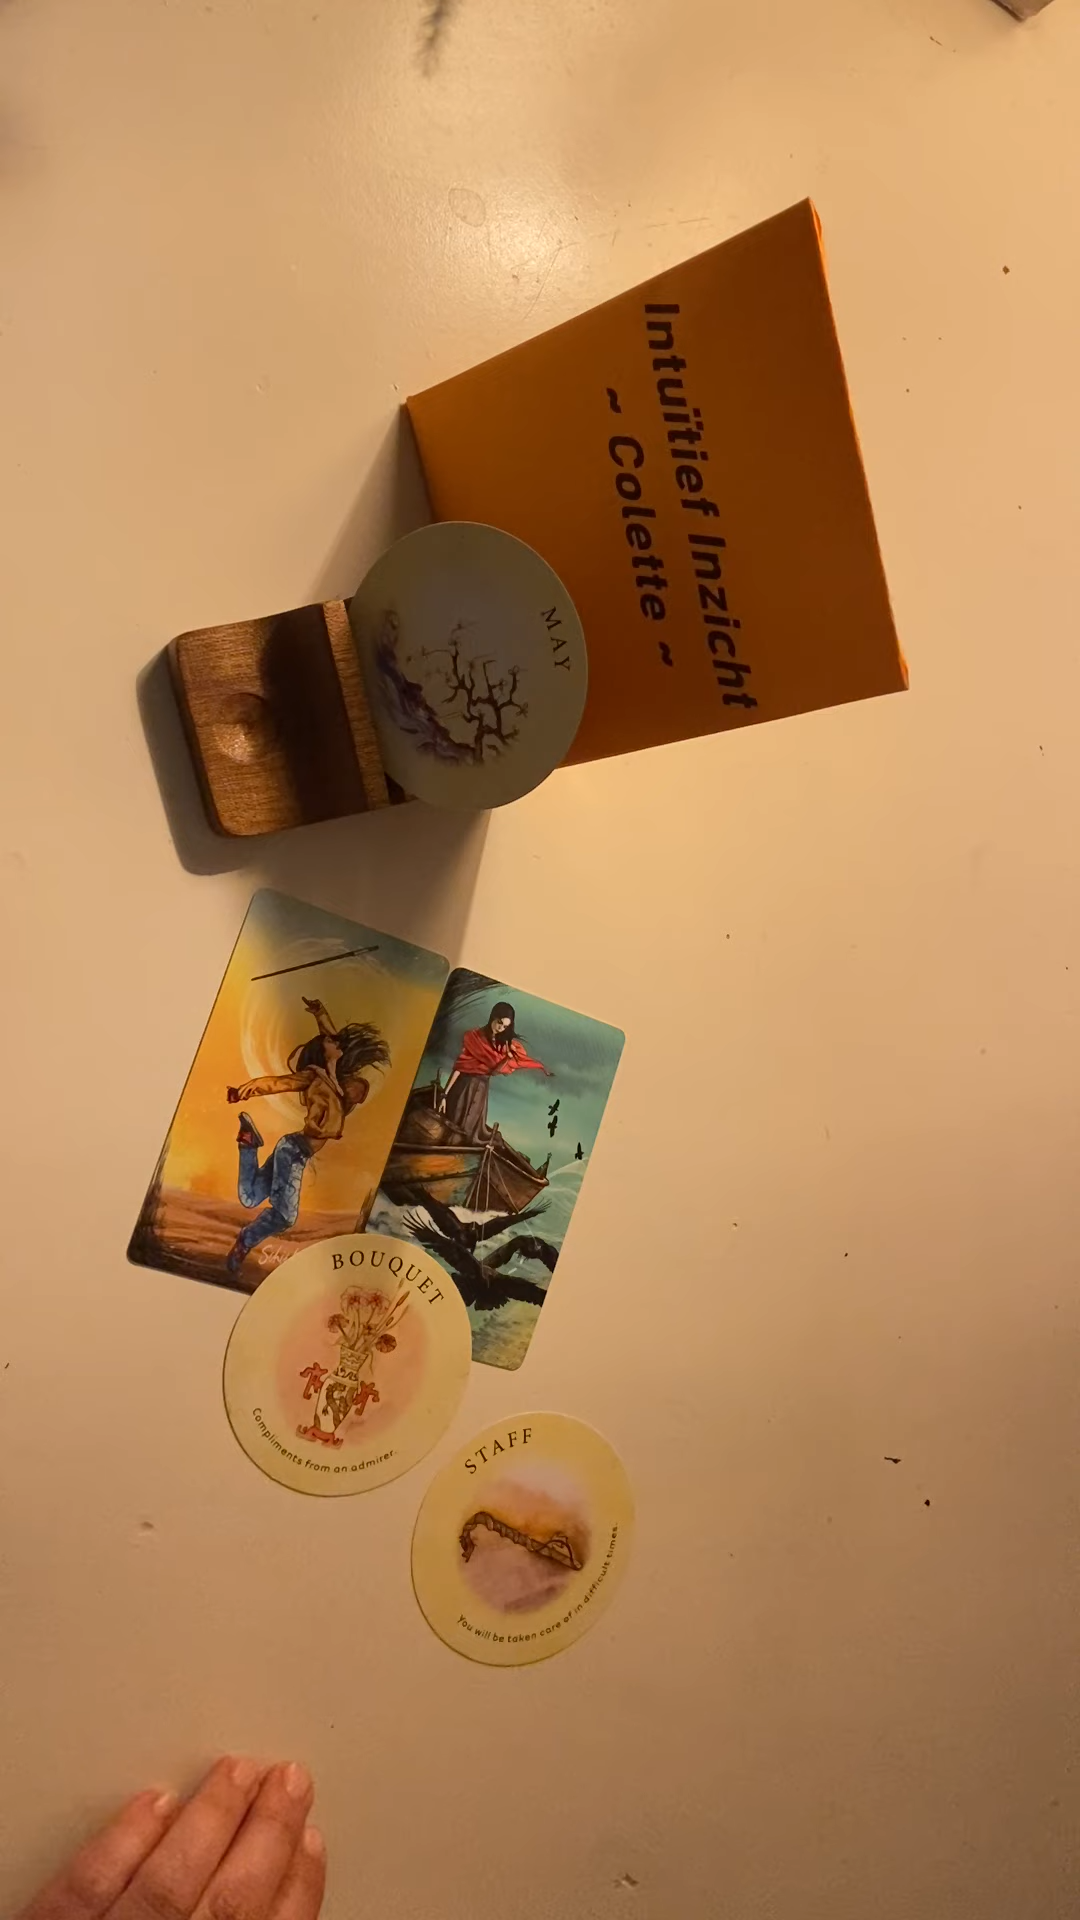 Intuïtief Inzicht
~ Colette ~
MAY
BOUQUET
Compliments from an admirer.
STAFF
You will be taken care of in difficult times.